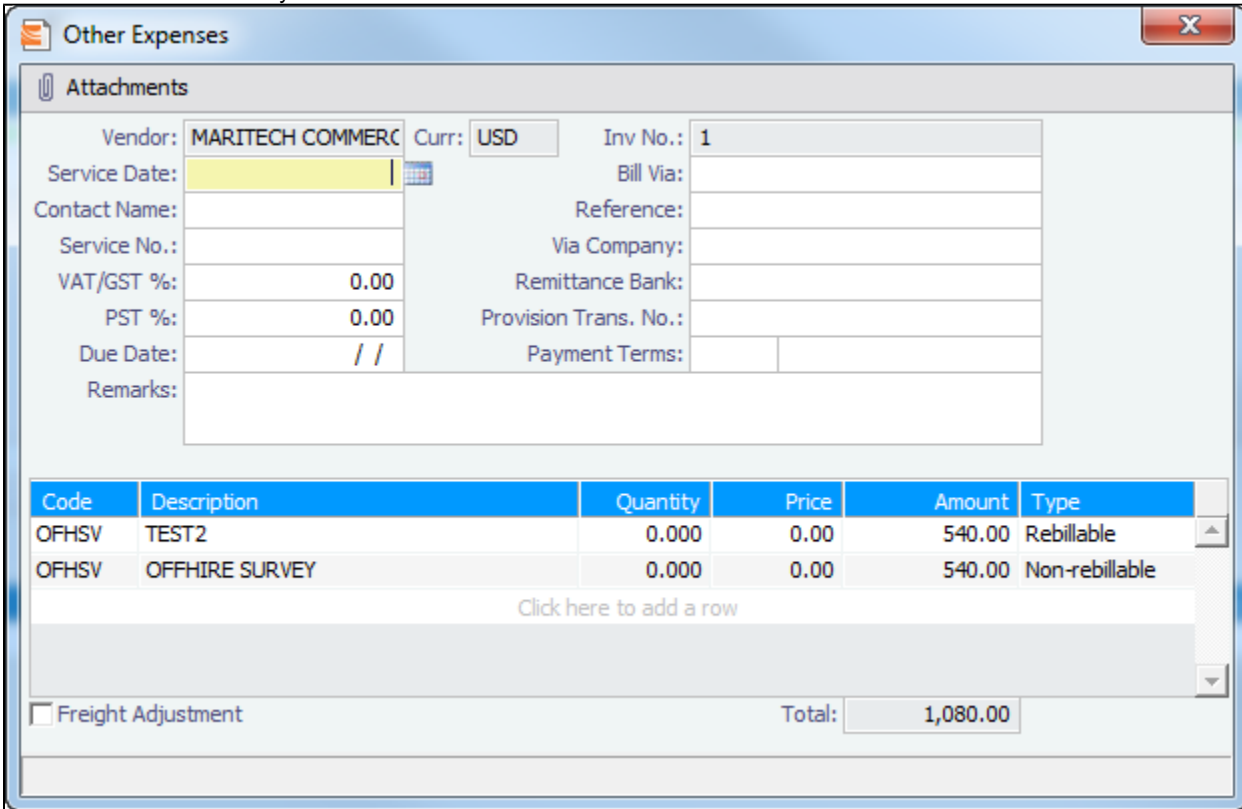 Other Expenses
Attachments
Vendor: MARITECH COMMERC Curr: USD Inv No.: 1
Service Date: Bill Via:
Contact Name: Reference:
Service No.: Via Company:
VAT/GST %: 0.00 Remittance Bank:
PST %: 0.00 Provision Trans. No.:
Due Date: / / Payment Terms:
Remarks:
Code Description Quantity Price Amount Type
OFHSV TEST2 0.000 0.00 540.00 Rebillable
OFHSV OFFHIRE SURVEY 0.000 0.00 540.00 Non-rebillable
Click here to add a row
Freight Adjustment Total: 1,080.00